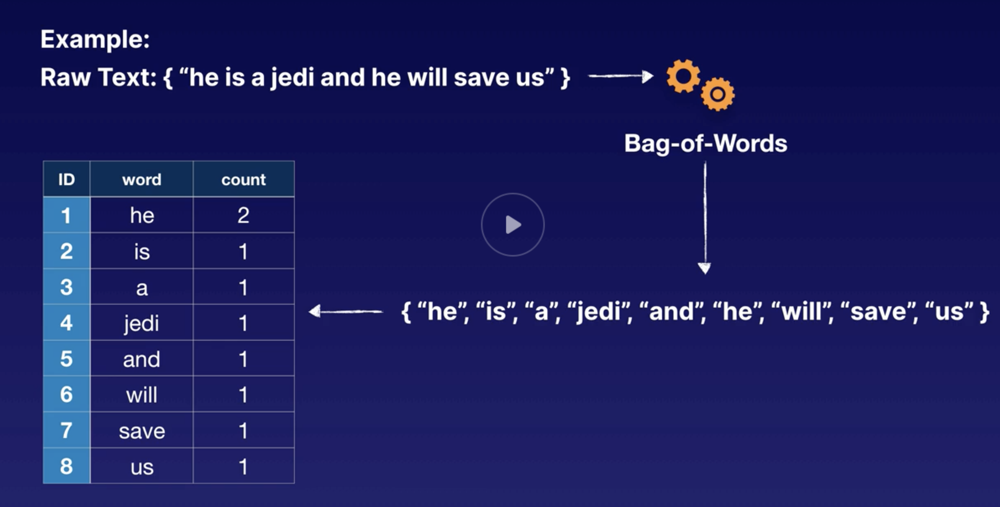 Example:
Raw Text: { “he is a jedi and he will save us” }
Bag-of-Words
{ “he”, “is”, “a”, “jedi”, “and”, “he”, “will”, “save”, “us” }
ID word count
1 he 2
2 is 1
3 a 1
4 jedi 1
5 and 1
6 will 1
7 save 1
8 us 1